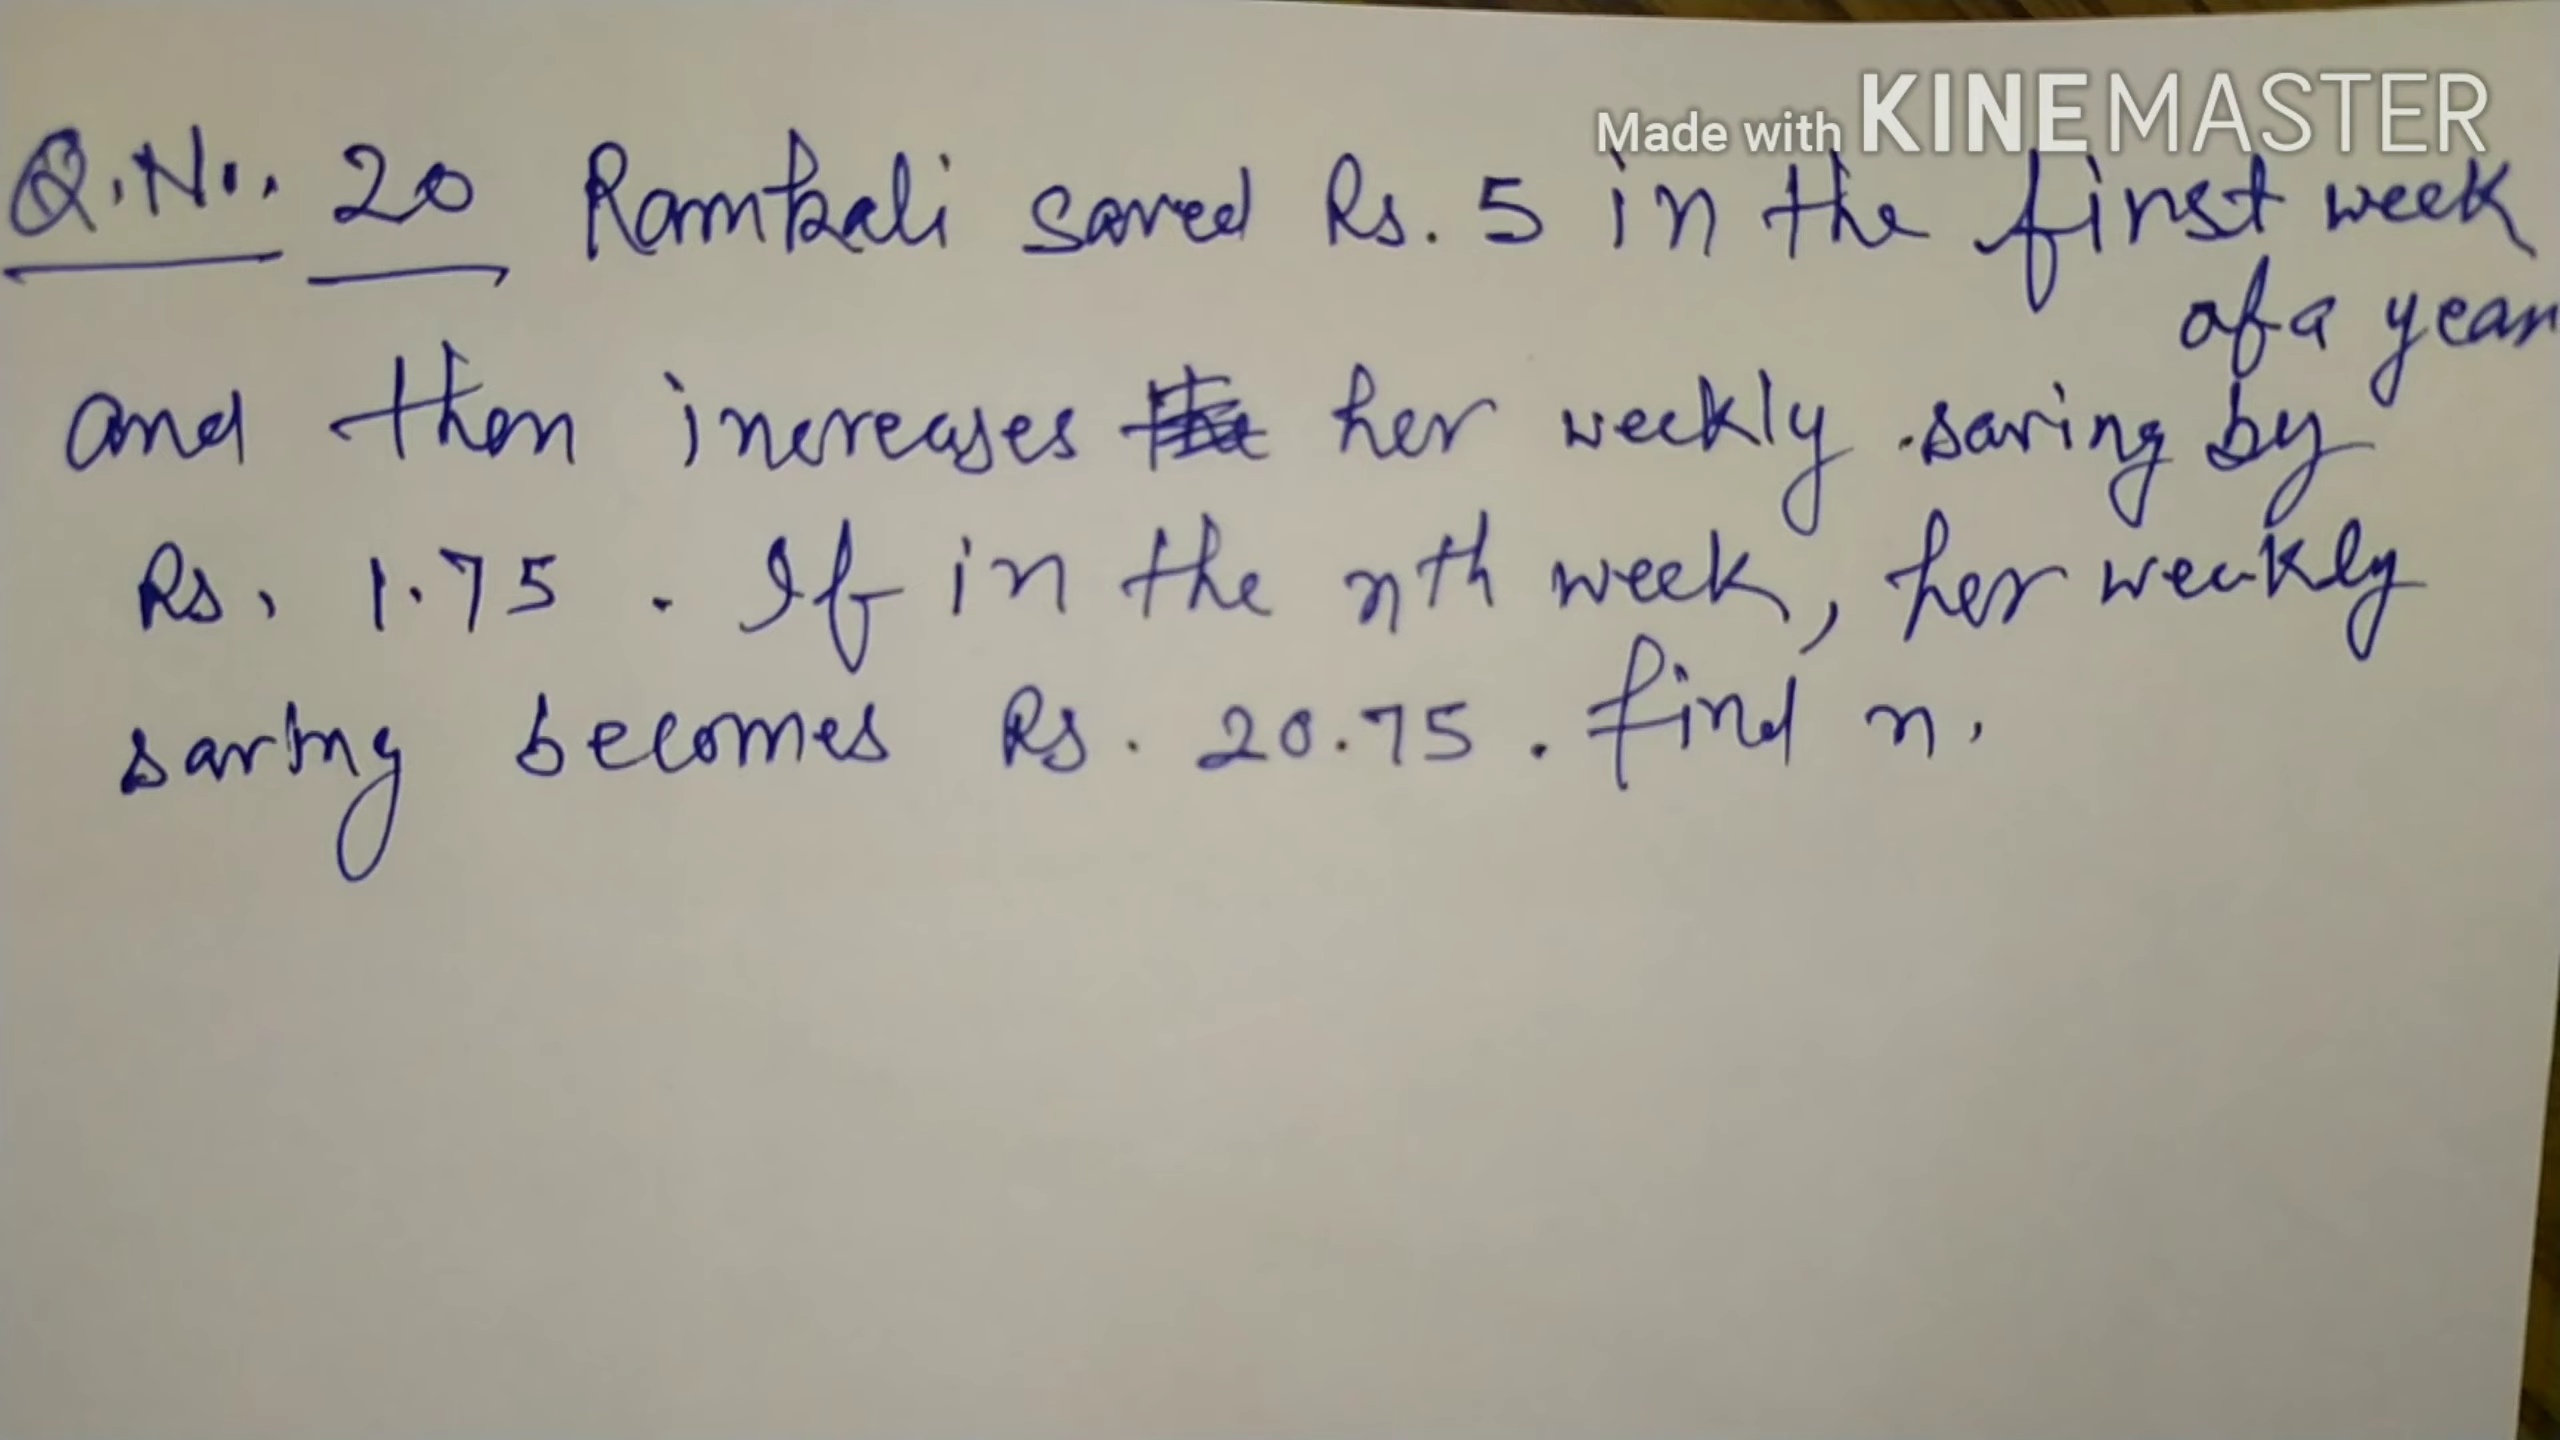 Made with KINEMASTER
Q.No. 20 Ramkali saved Rs. 5 in the first week
of a year
and then increases her weekly saving by
Rs. 1.75. If in the nth week, her weekly
saving becomes Rs. 20.75. find n.